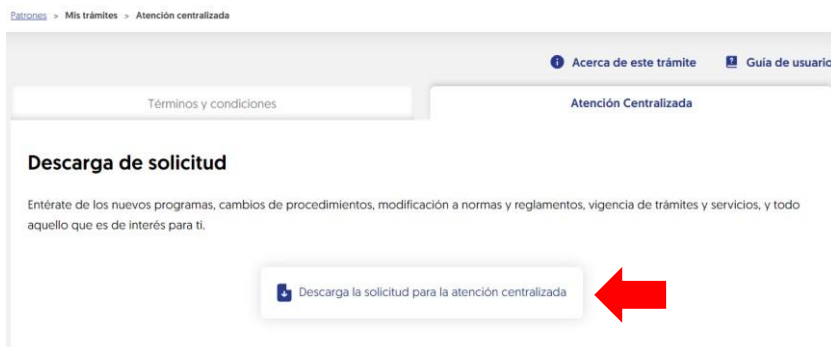 Patrones > Mis trámites > Atención centralizada
Acerca de este trámite Guía de usuario
Términos y condiciones Atención Centralizada
Descarga de solicitud
Entérate de los nuevos programas, cambios de procedimientos, modificación a normas y reglamentos, vigencia de trámites y servicios, y todo
aquello que es de interés para ti.
Descarga la solicitud para la atención centralizada